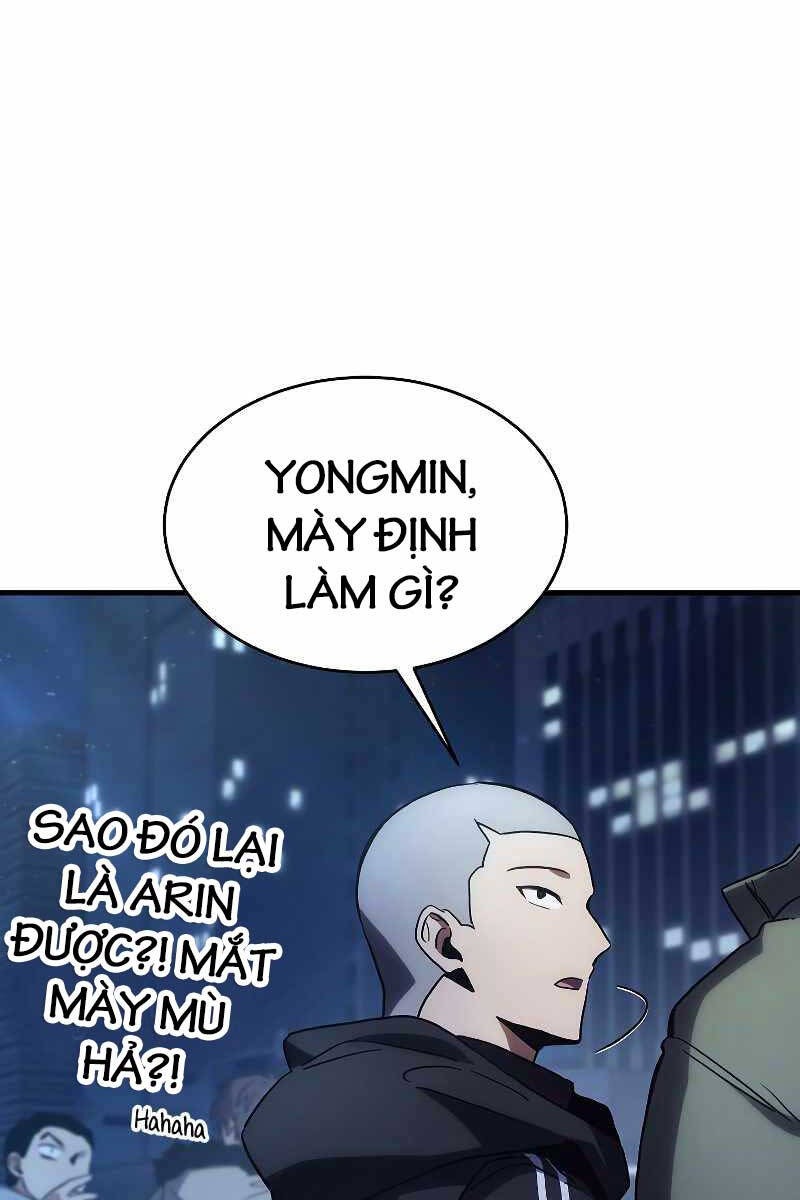 YONGMIN,
MÀY ĐỊNH
LÀM GÌ?
SAO ĐÓ LẠI
LÀ ARIN
ĐƯỢC?! MẮT
MÀY MÙ
HẢ?!
Hahaha